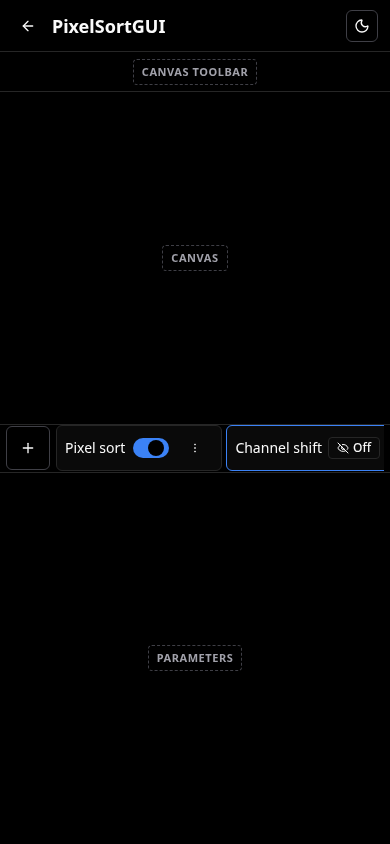 PixelSortGUI
CANVAS TOOLBAR
CANVAS
Pixel sort
Channel shift
Off
PARAMETERS